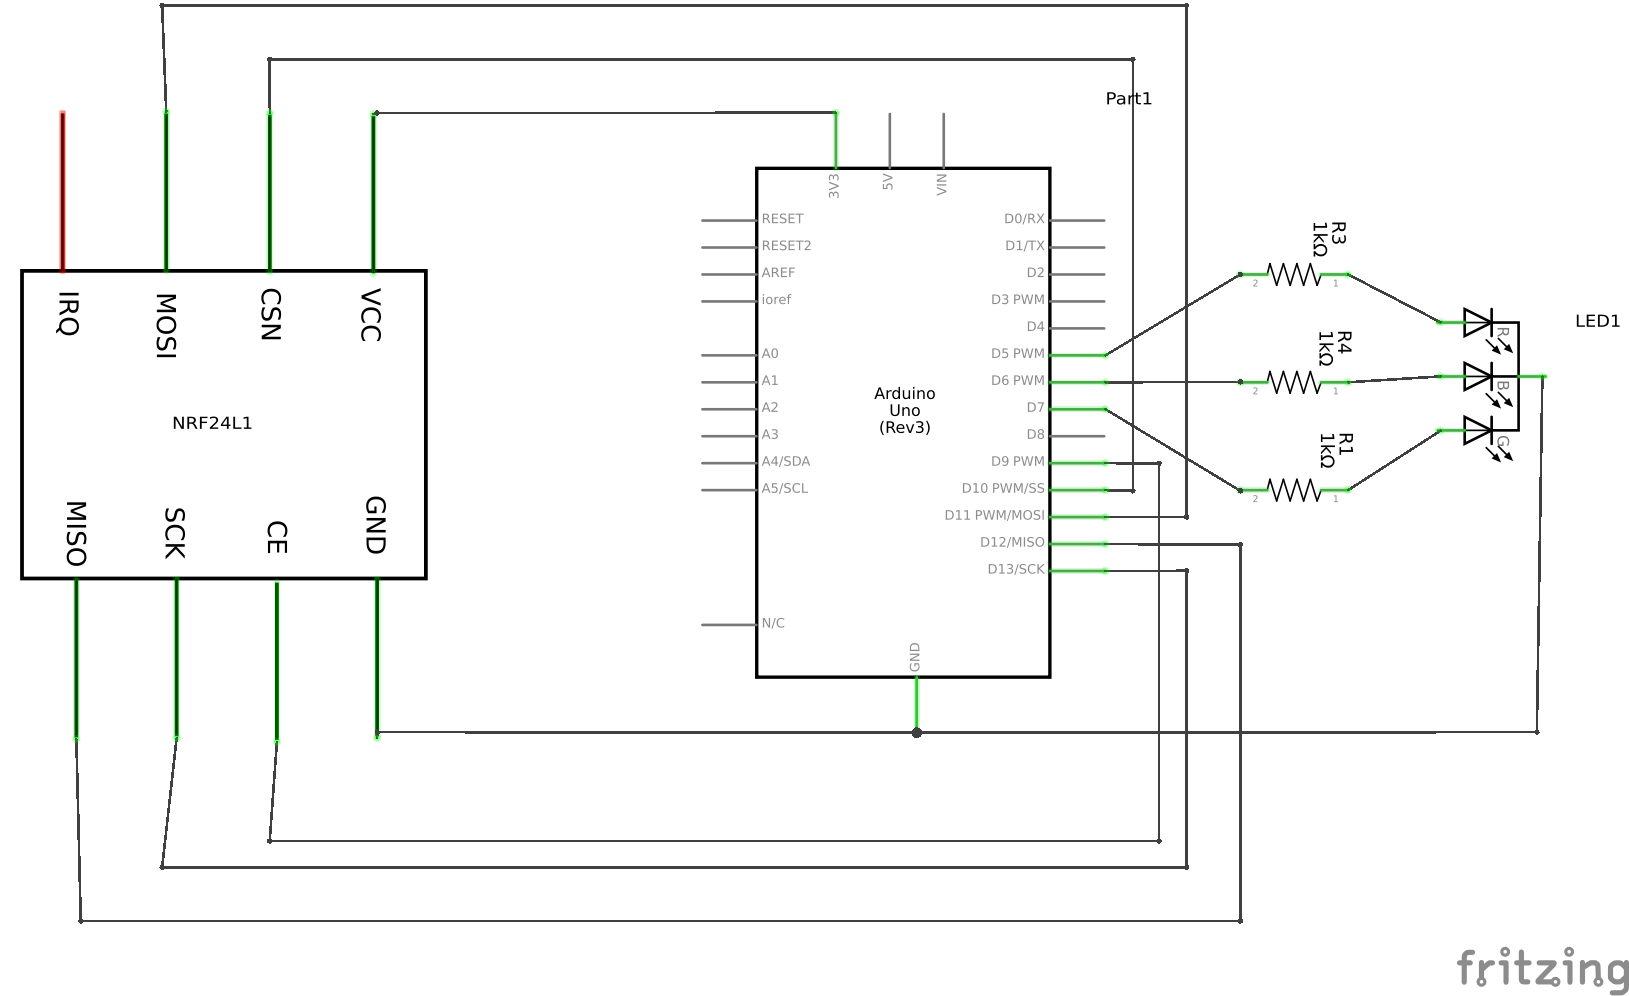 Part1
IRQ
MOSI
CSN
VCC
NRF24L1
MISO
SCK
CE
GND
3V3
5V
VIN
RESET
RESET2
AREF
ioref
A0
A1
A2
A3
A4/SDA
A5/SCL
N/C
Arduino
Uno
(Rev3)
D0/RX
D1/TX
D2
D3 PWM
D4
D5 PWM
D6 PWM
D7
D8
D9 PWM
D10 PWM/SS
D11 PWM/MOSI
D12/MISO
D13/SCK
GND
R3
1kΩ
2
1
R4
1kΩ
2
1
R1
1kΩ
2
1
LED1
R
B
G
fritzing